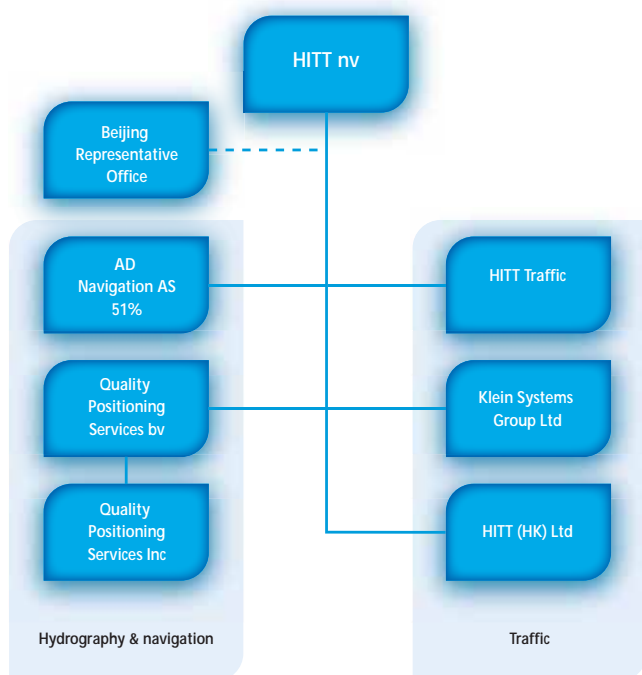 HITT nv
Beijing
Representative
Office
AD
Navigation AS
51%
HITT Traffic
Quality
Positioning
Services bv
Klein Systems
Group Ltd
Quality
Positioning
Services Inc
HITT (HK) Ltd
Hydrography & navigation
Traffic